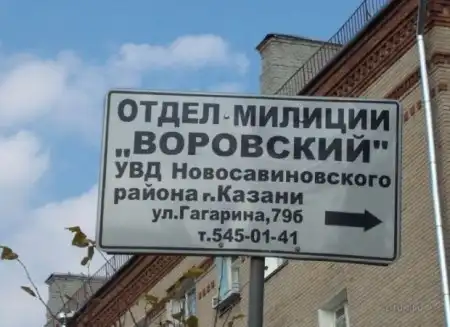 ОТДЕЛ МИЛИЦИИ
„ВОРОВСКИЙ"
УВД Новосавиновского
района г.Казани
ул.Гагарина,79б
т.545-01-41